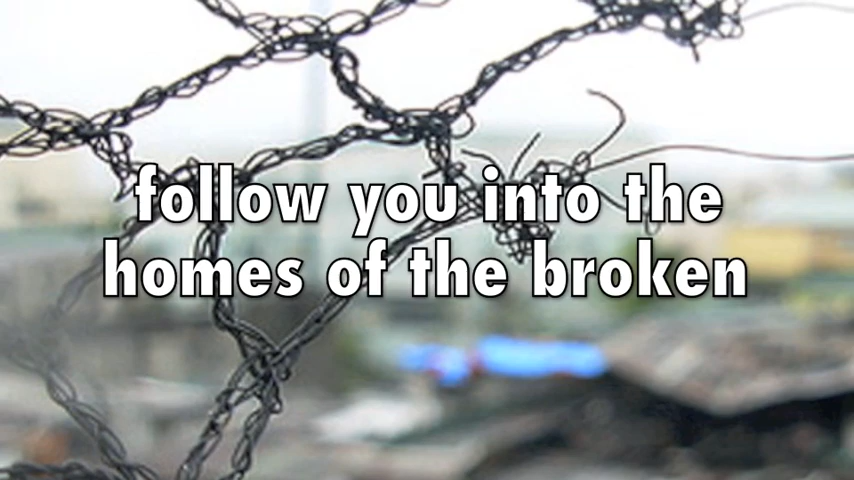 follow you into the
homes of the broken